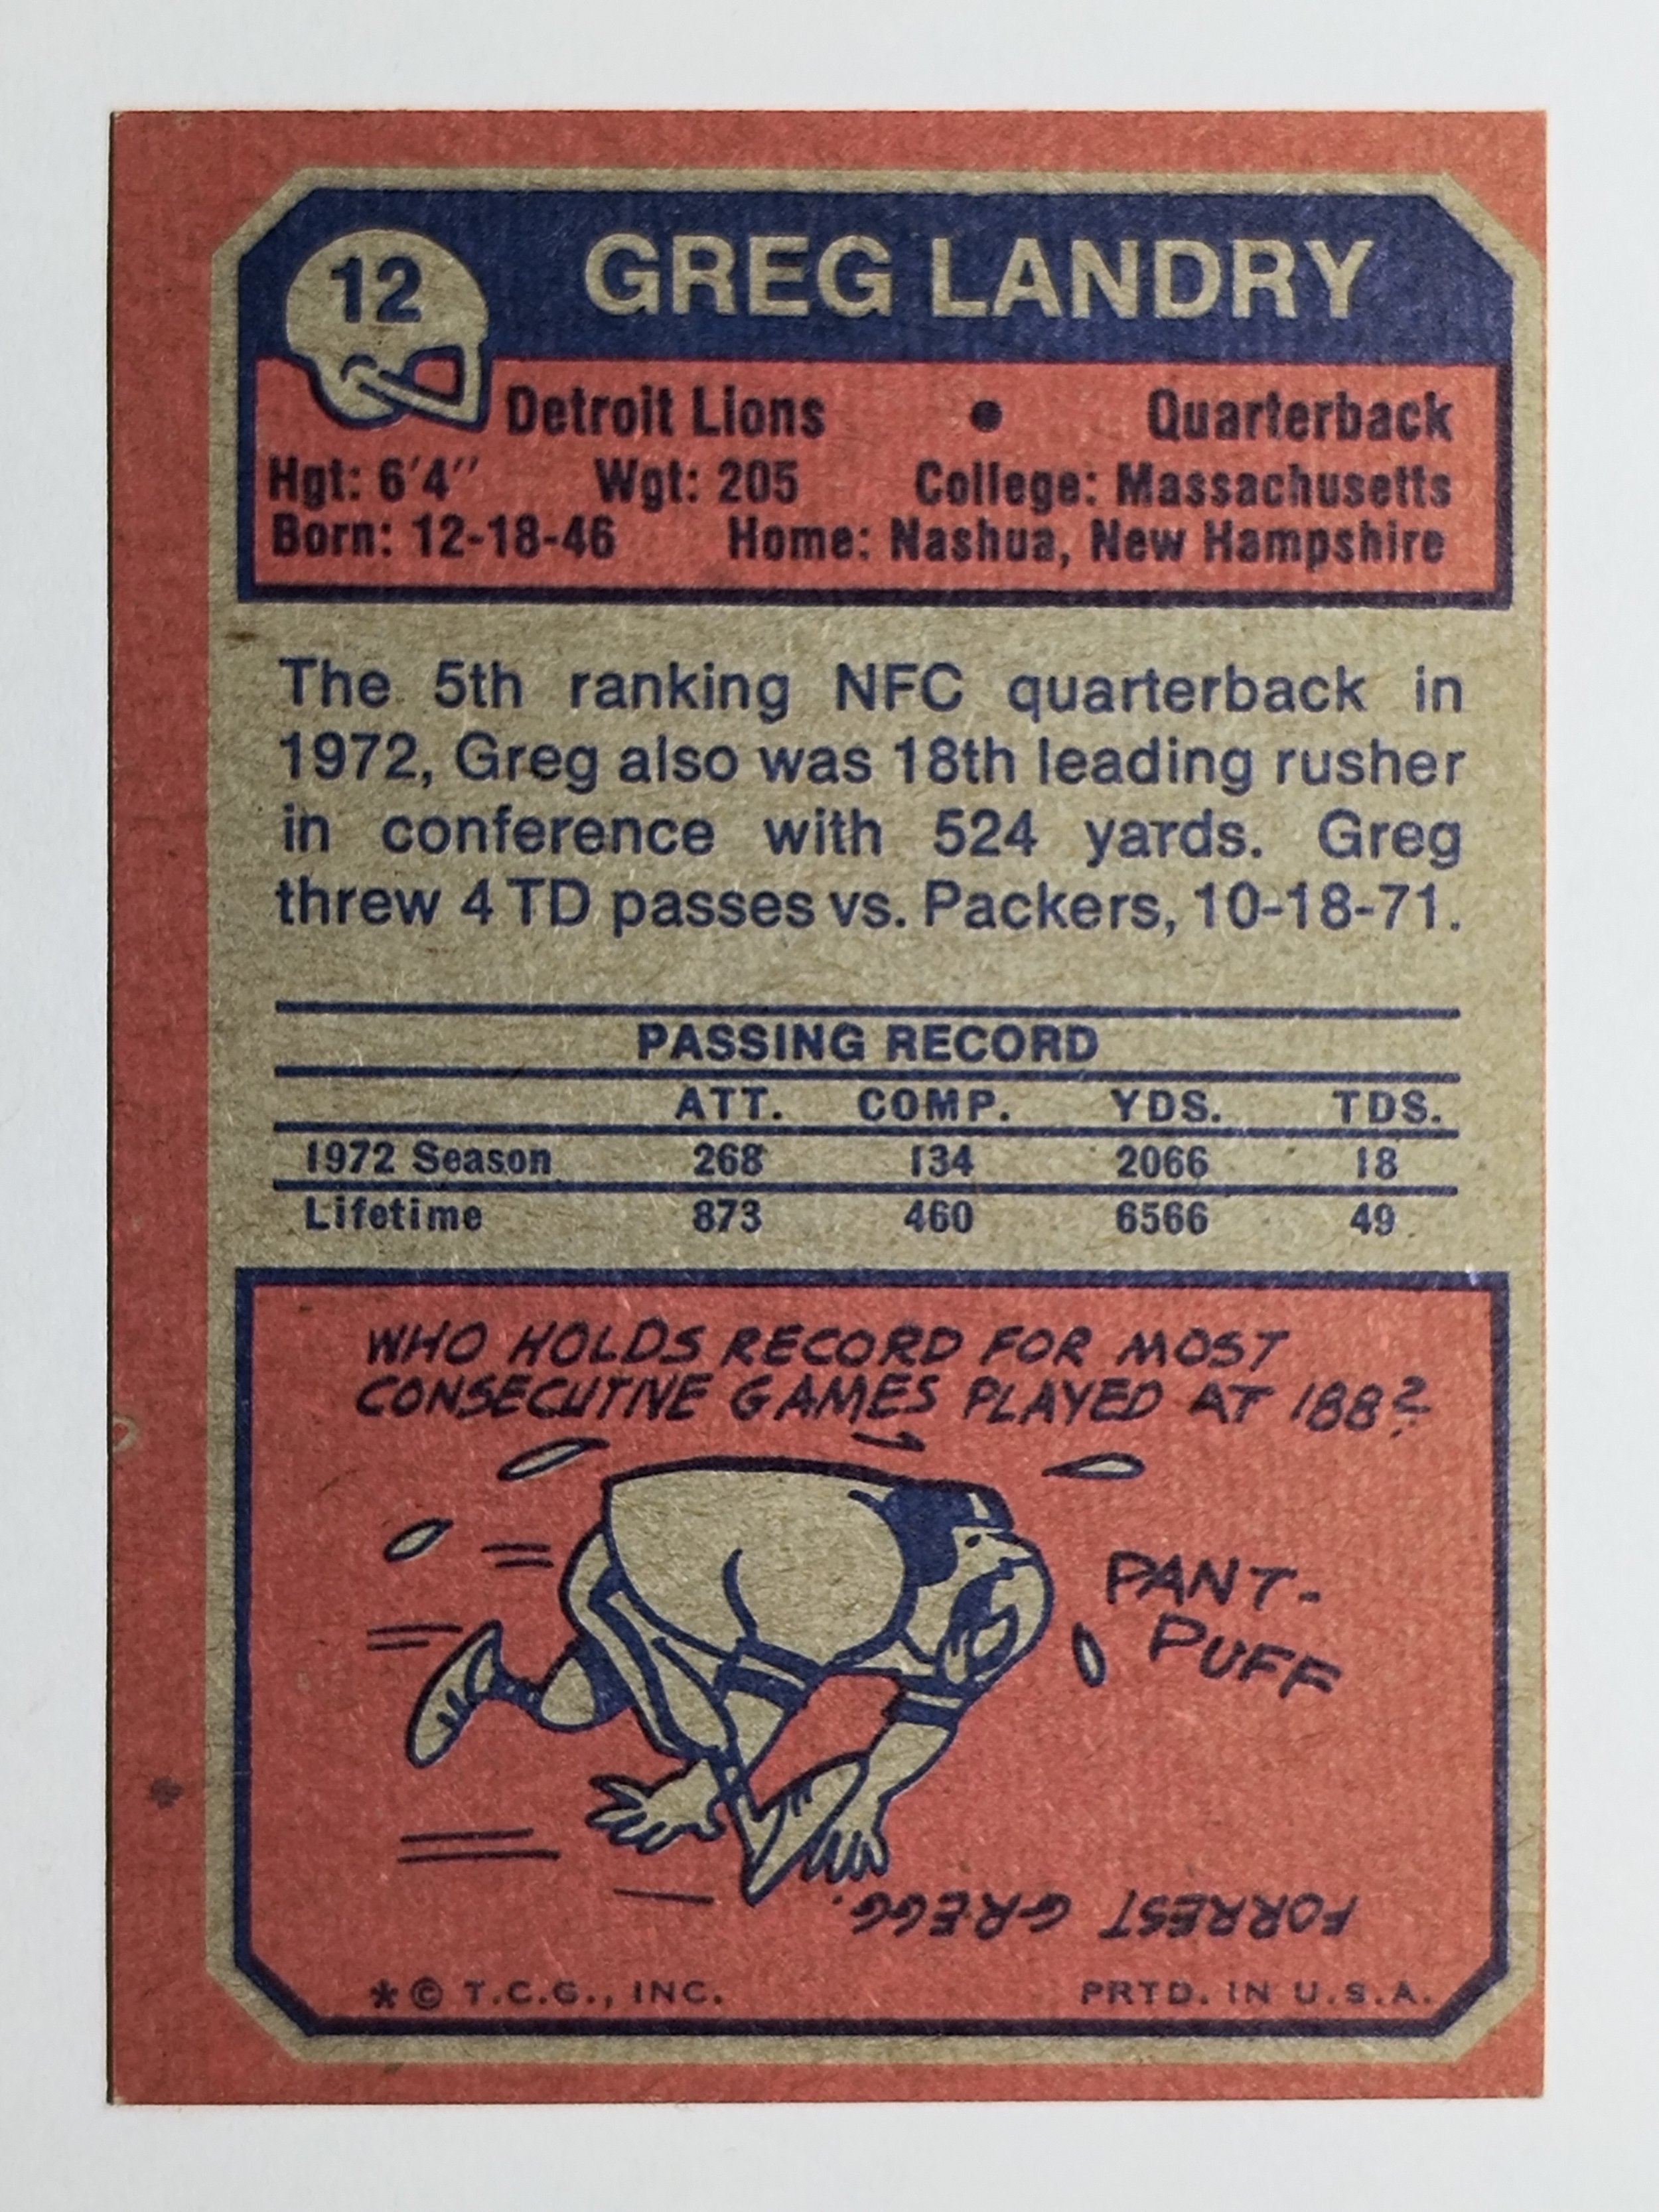 12
GREG LANDRY
Detroit Lions • Quarterback
Hgt: 6'4" Wgt: 205 College: Massachusetts
Born: 12-18-46 Home: Nashua, New Hampshire
The 5th ranking NFC quarterback in
1972, Greg also was 18th leading rusher
in conference with 524 yards. Greg
threw 4 TD passes vs. Packers, 10-18-71.
PASSING RECORD
ATT. COMP. YDS. TDS.
1972 Season 268 134 2066 18
Lifetime 873 460 6566 49
WHO HOLDS RECORD FOR MOST
CONSECUTIVE GAMES PLAYED AT 188?
PANT-
PUFF
FORREST GREGG.
*© T.C.G., INC. PRTD. IN U.S.A.